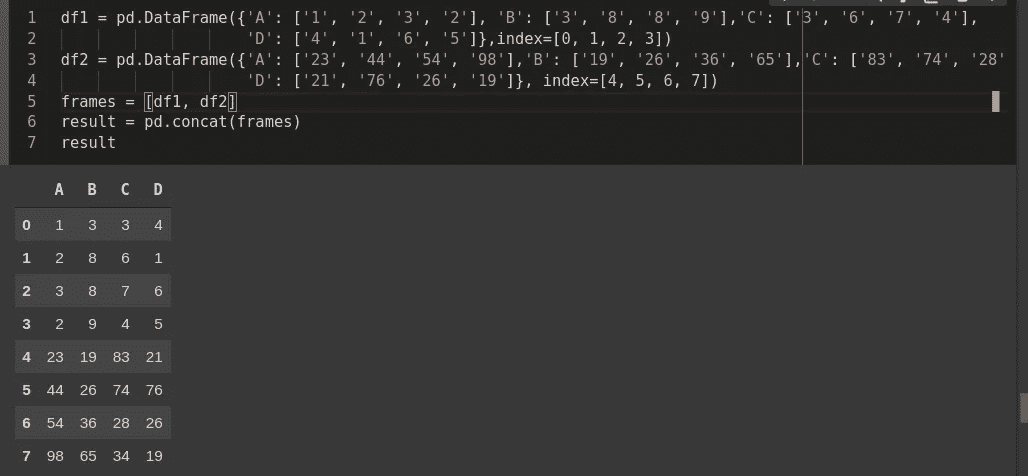 1 df1 = pd.DataFrame({'A': ['1', '2', '3', '2'], 'B': ['3', '8', '8', '9'],'C': ['3', '6', '7', '4'],
2 'D': ['4', '1', '6', '5']},index=[0, 1, 2, 3])
3 df2 = pd.DataFrame({'A': ['23', '44', '54', '98'],'B': ['19', '26', '36', '65'],'C': ['83', '74', '28'
4 'D': ['21', '76', '26', '19']}, index=[4, 5, 6, 7])
5 frames = [df1, df2]
6 result = pd.concat(frames)
7 result
A B C D
0 1 3 3 4
1 2 8 6 1
2 3 8 7 6
3 2 9 4 5
4 23 19 83 21
5 44 26 74 76
6 54 36 28 26
7 98 65 34 19